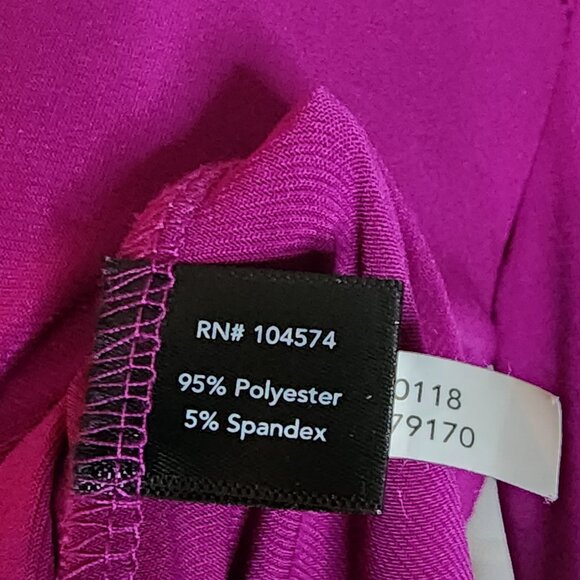 RN# 104574
95% Polyester
5% Spandex
0118
79170